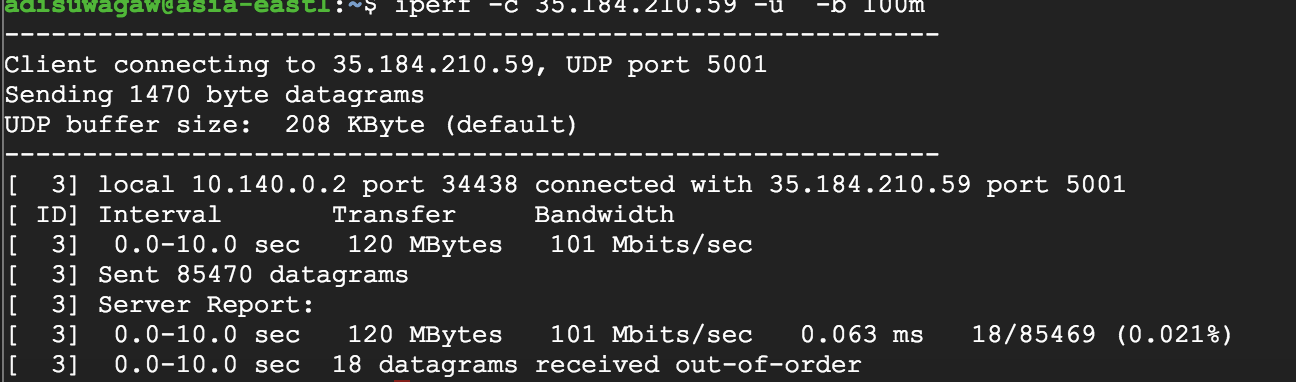 adisuwagaw@asia-east1:~$ iperf -c 35.184.210.59 -u  -b 100m
------------------------------------------------------------
Client connecting to 35.184.210.59, UDP port 5001
Sending 1470 byte datagrams
UDP buffer size:  208 KByte (default)
------------------------------------------------------------
[  3] local 10.140.0.2 port 34438 connected with 35.184.210.59 port 5001
[ ID] Interval       Transfer     Bandwidth
[  3]  0.0-10.0 sec   120 MBytes   101 Mbits/sec
[  3] Sent 85470 datagrams
[  3] Server Report:
[  3]  0.0-10.0 sec   120 MBytes   101 Mbits/sec   0.063 ms   18/85469 (0.021%)
[  3]  0.0-10.0 sec  18 datagrams received out-of-order